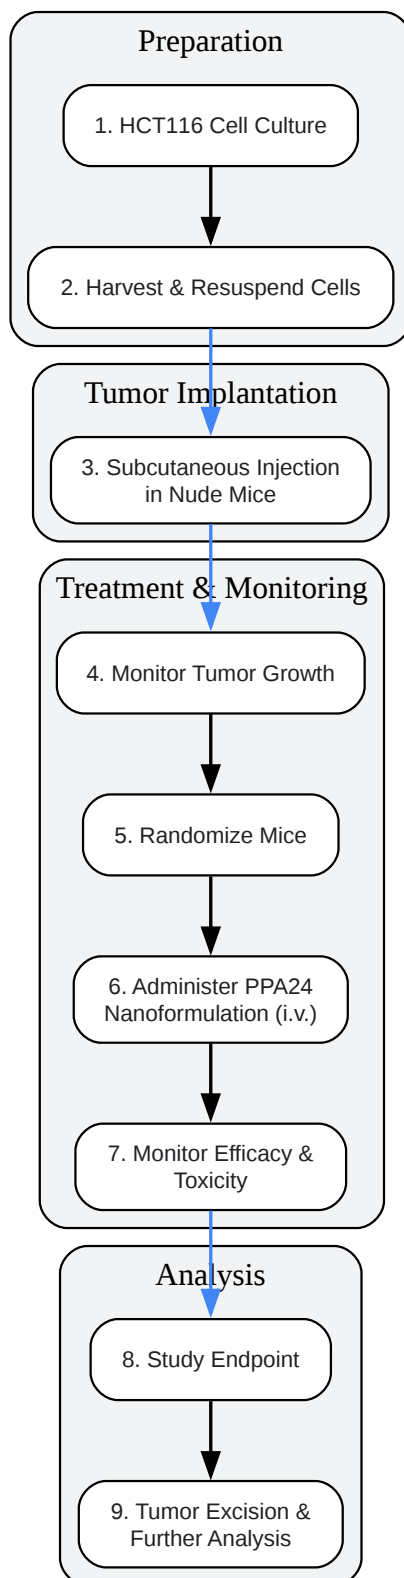 Preparation
1. HCT116 Cell Culture
2. Harvest & Resuspend Cells
Tumor Implantation
3. Subcutaneous Injection
in Nude Mice
Treatment & Monitoring
4. Monitor Tumor Growth
5. Randomize Mice
6. Administer PPA24
Nanoformulation (i.v.)
7. Monitor Efficacy &
Toxicity
Analysis
8. Study Endpoint
9. Tumor Excision &
Further Analysis